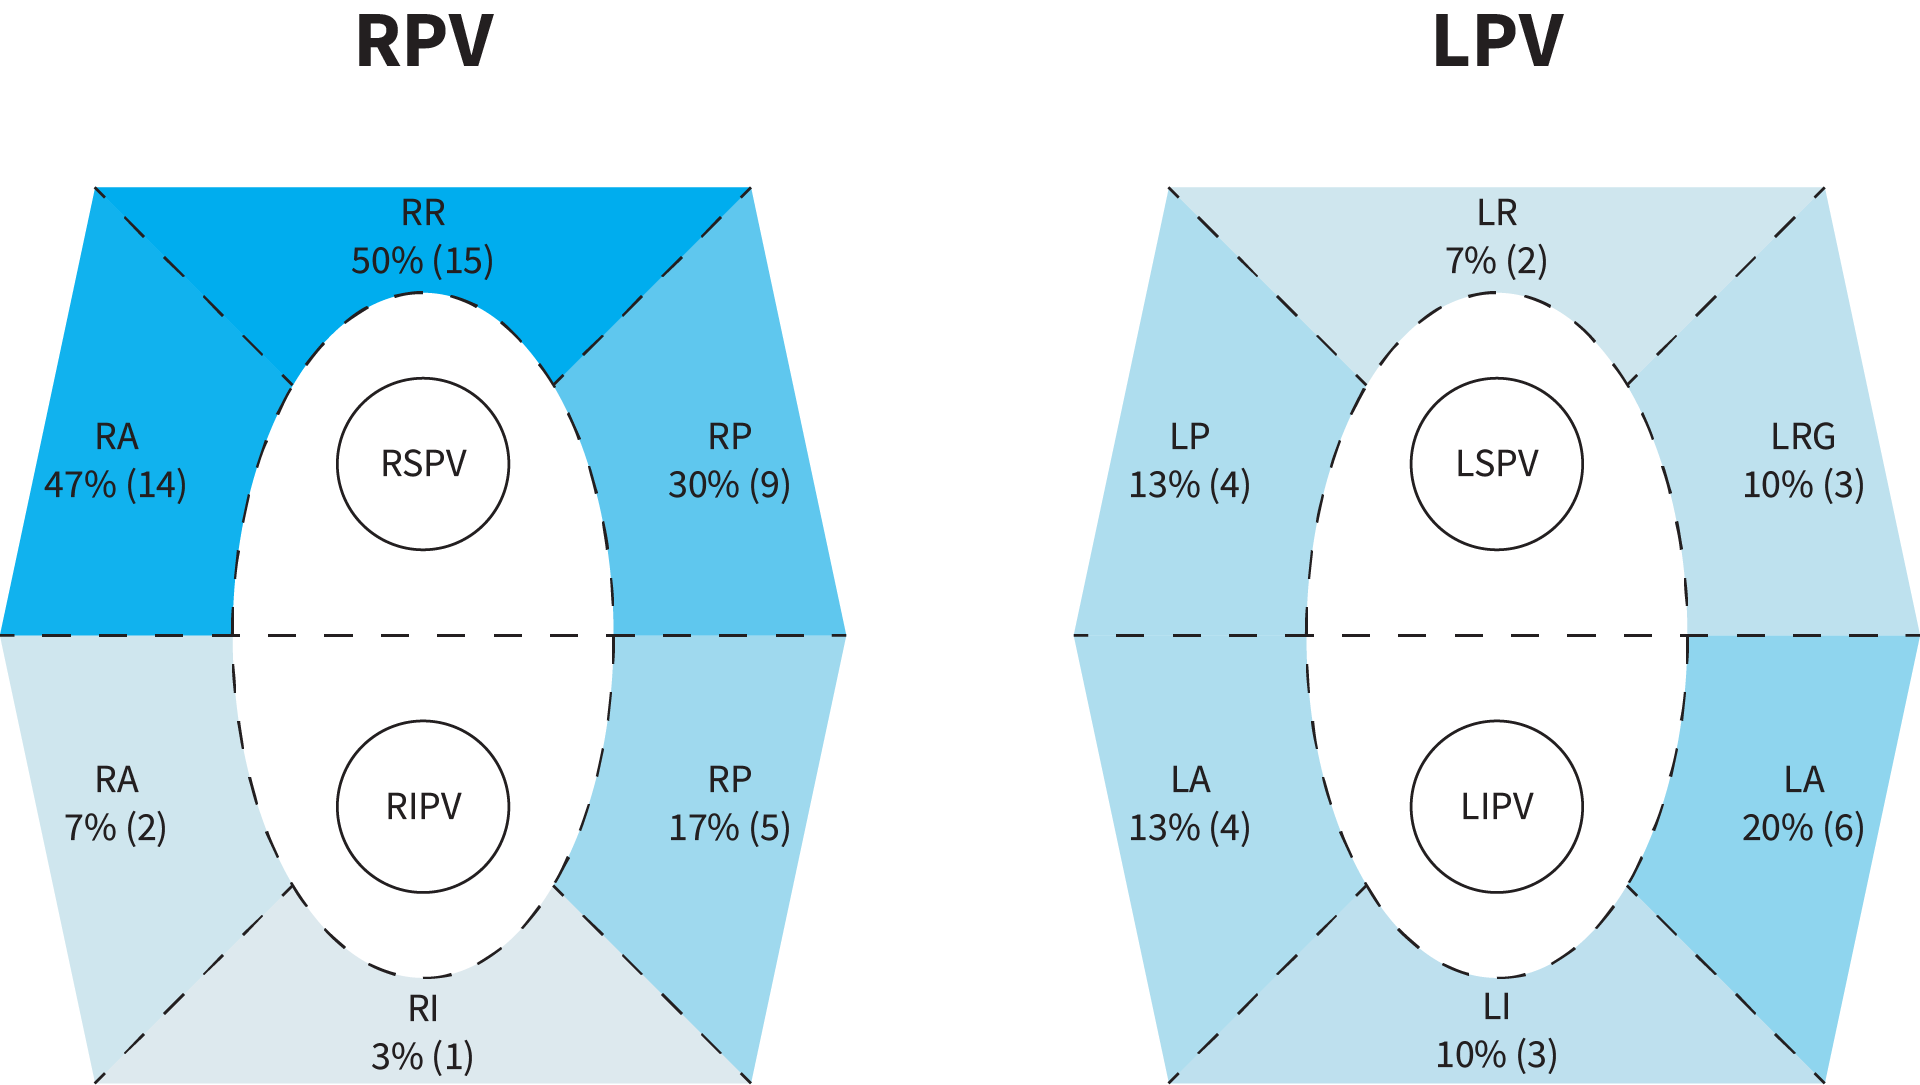 RPV
RR
50% (15)
RA
47% (14)
RSPV
RP
30% (9)
RA
7% (2)
RIPV
RP
17% (5)
RI
3% (1)
LPV
LR
7% (2)
LP
13% (4)
LSPV
LRG
10% (3)
LA
13% (4)
LIPV
LA
20% (6)
LI
10% (3)